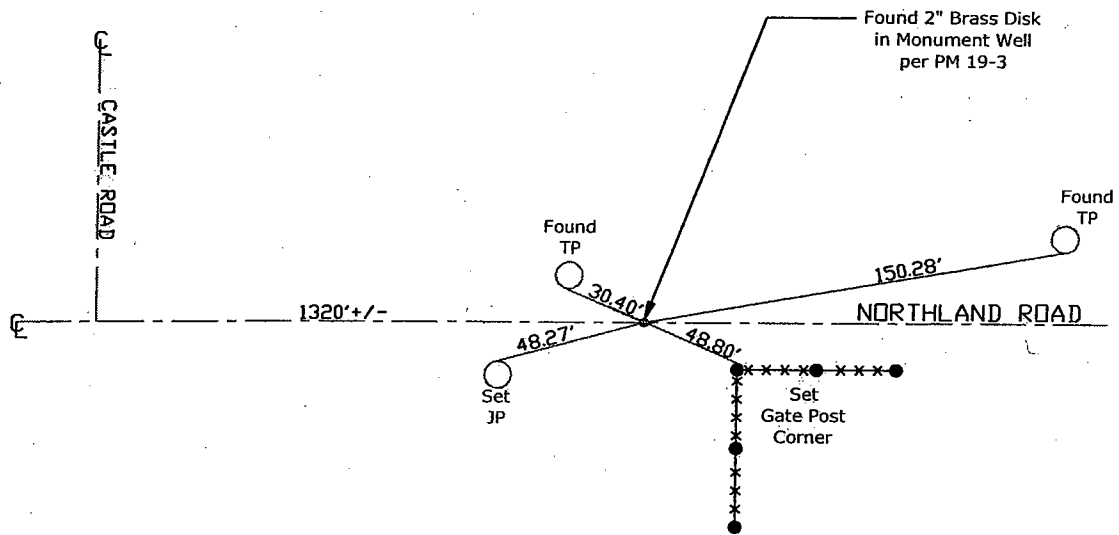 Found 2" Brass Disk
in Monument Well
per PM 19-3
℄
CASTLE ROAD
Found
TP
Found
TP
150.28'
30.40'
℄
1320'+/-
NORTHLAND ROAD
48.27'
48.80'
Set
JP
Set
Gate Post
Corner